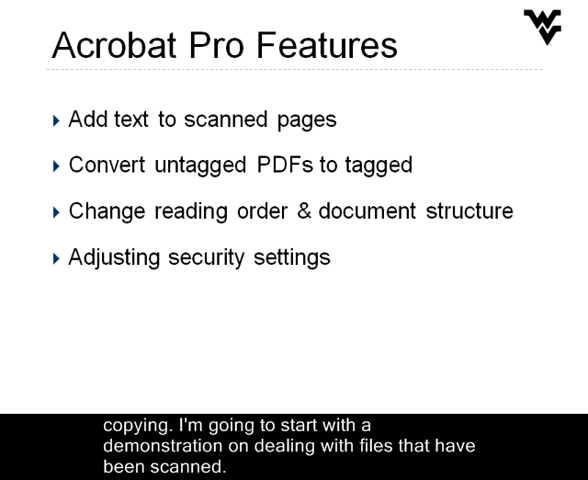 Acrobat Pro Features
Add text to scanned pages
Convert untagged PDFs to tagged
Change reading order & document structure
Adjusting security settings
copying. I'm going to start with a
demonstration on dealing with files that have
been scanned.